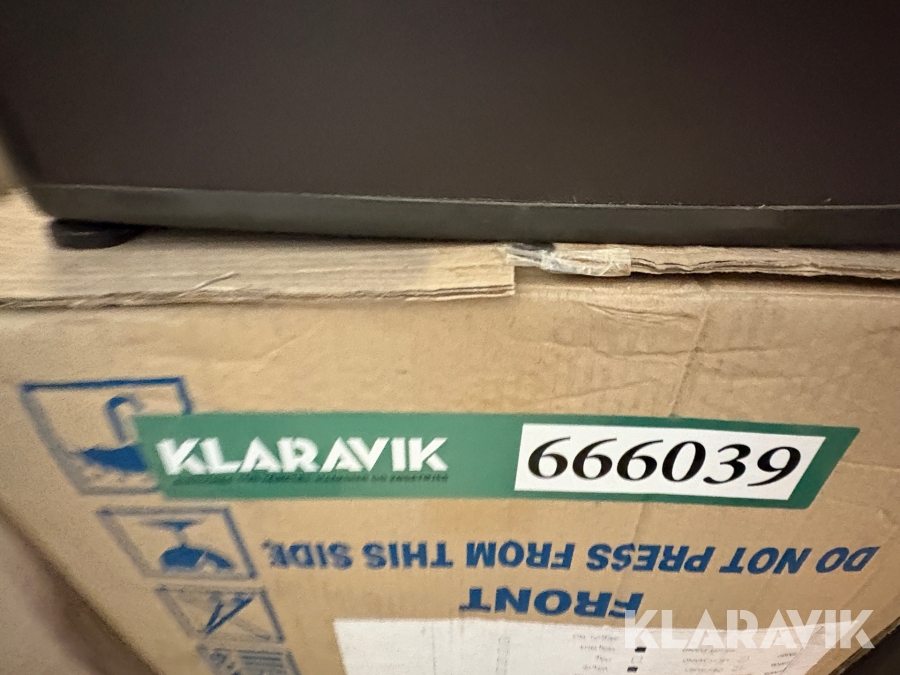 KLARAVIK
666039
DO NOT PRESS FROM THIS SIDE
FRONT
KLARAVIK